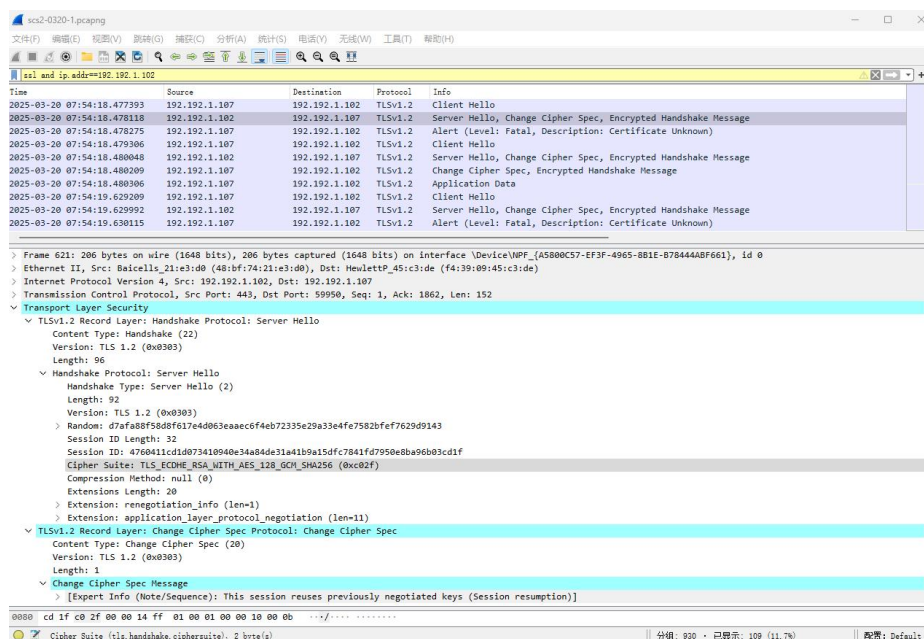 scs2-0320-1.pcapng
文件(F) 编辑(E) 视图(V) 跳转(G) 捕获(C) 分析(A) 统计(S) 电话(Y) 无线(W) 工具(T) 帮助(H)
ssl and ip.addr==192.192.1.102
Time Source Destination Protocol Info
2025-03-20 07:54:18.477393 192.192.1.107 192.192.1.102 TLSv1.2 Client Hello
2025-03-20 07:54:18.478118 192.192.1.102 192.192.1.107 TLSv1.2 Server Hello, Change Cipher Spec, Encrypted Handshake Message
2025-03-20 07:54:18.478275 192.192.1.107 192.192.1.102 TLSv1.2 Alert (Level: Fatal, Description: Certificate Unknown)
2025-03-20 07:54:18.479306 192.192.1.107 192.192.1.102 TLSv1.2 Client Hello
2025-03-20 07:54:18.480048 192.192.1.102 192.192.1.107 TLSv1.2 Server Hello, Change Cipher Spec, Encrypted Handshake Message
2025-03-20 07:54:18.480209 192.192.1.107 192.192.1.102 TLSv1.2 Change Cipher Spec, Encrypted Handshake Message
2025-03-20 07:54:18.480306 192.192.1.107 192.192.1.102 TLSv1.2 Application Data
2025-03-20 07:54:19.629209 192.192.1.107 192.192.1.102 TLSv1.2 Client Hello
2025-03-20 07:54:19.629992 192.192.1.102 192.192.1.107 TLSv1.2 Server Hello, Change Cipher Spec, Encrypted Handshake Message
2025-03-20 07:54:19.630115 192.192.1.107 192.192.1.102 TLSv1.2 Alert (Level: Fatal, Description: Certificate Unknown)
> Frame 621: 206 bytes on wire (1648 bits), 206 bytes captured (1648 bits) on interface \Device\NPF_{A5800C57-EF3F-4965-8B1E-B78444ABF661}, id 0
> Ethernet II, Src: Baicells_21:e3:d0 (48:bf:74:21:e3:d0), Dst: HewlettP_45:c3:de (f4:39:09:45:c3:de)
> Internet Protocol Version 4, Src: 192.192.1.102, Dst: 192.192.1.107
> Transmission Control Protocol, Src Port: 443, Dst Port: 59950, Seq: 1, Ack: 1862, Len: 152
Transport Layer Security
TLSv1.2 Record Layer: Handshake Protocol: Server Hello
Content Type: Handshake (22)
Version: TLS 1.2 (0x0303)
Length: 96
Handshake Protocol: Server Hello
Handshake Type: Server Hello (2)
Length: 92
Version: TLS 1.2 (0x0303)
> Random: d7afa88f58d8f617e4d063eaaec6f4eb72335e29a33e4fe7582bfef7629d9143
Session ID Length: 32
Session ID: 4760411cd1d073410940e34a84de31a41b9a15dfc7841fd7950e8ba96b03cd1f
Cipher Suite: TLS_ECDHE_RSA_WITH_AES_128_GCM_SHA256 (0xc02f)
Compression Method: null (0)
Extensions Length: 20
> Extension: renegotiation_info (len=1)
> Extension: application_layer_protocol_negotiation (len=11)
TLSv1.2 Record Layer: Change Cipher Spec Protocol: Change Cipher Spec
Content Type: Change Cipher Spec (20)
Version: TLS 1.2 (0x0303)
Length: 1
Change Cipher Spec Message
> [Expert Info (Note/Sequence): This session reuses previously negotiated keys (Session resumption)]
0080 cd 1f c0 2f 00 00 14 ff 01 00 01 00 00 10 00 0b ···/···· ········
Cipher Suite (tls.handshake.ciphersuite), 2 byte(s) 分组: 930 · 已显示: 109 (11.7%) 配置: Default